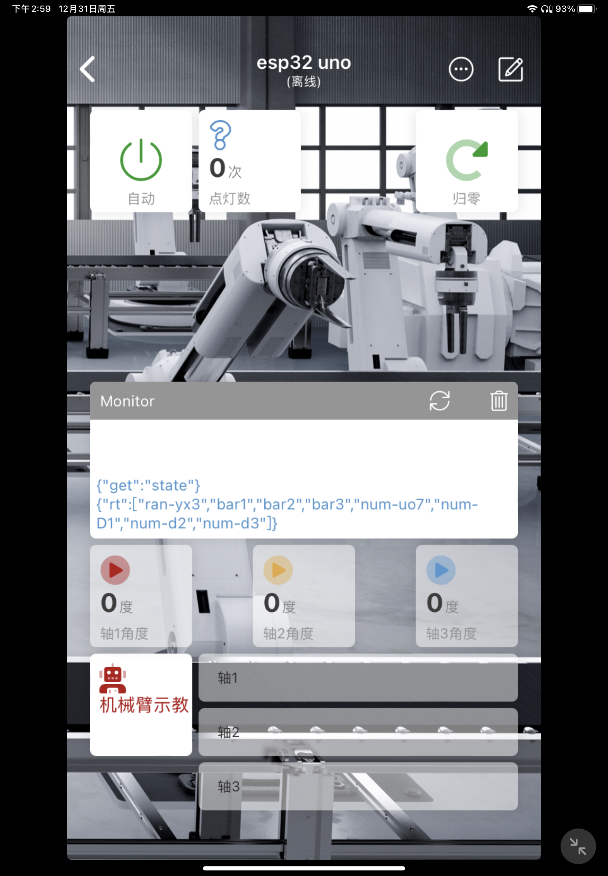 下午2:59 12月31日周五
93%
esp32 uno
(离线)
自动
0次
点灯数
归零
Monitor
{"get":"state"}
{"rt":["ran-yx3","bar1","bar2","bar3","num-uo7","num-
D1","num-d2","num-d3"]}
0度
轴1角度
0度
轴2角度
0度
轴3角度
机械臂示教
轴1
轴2
轴3